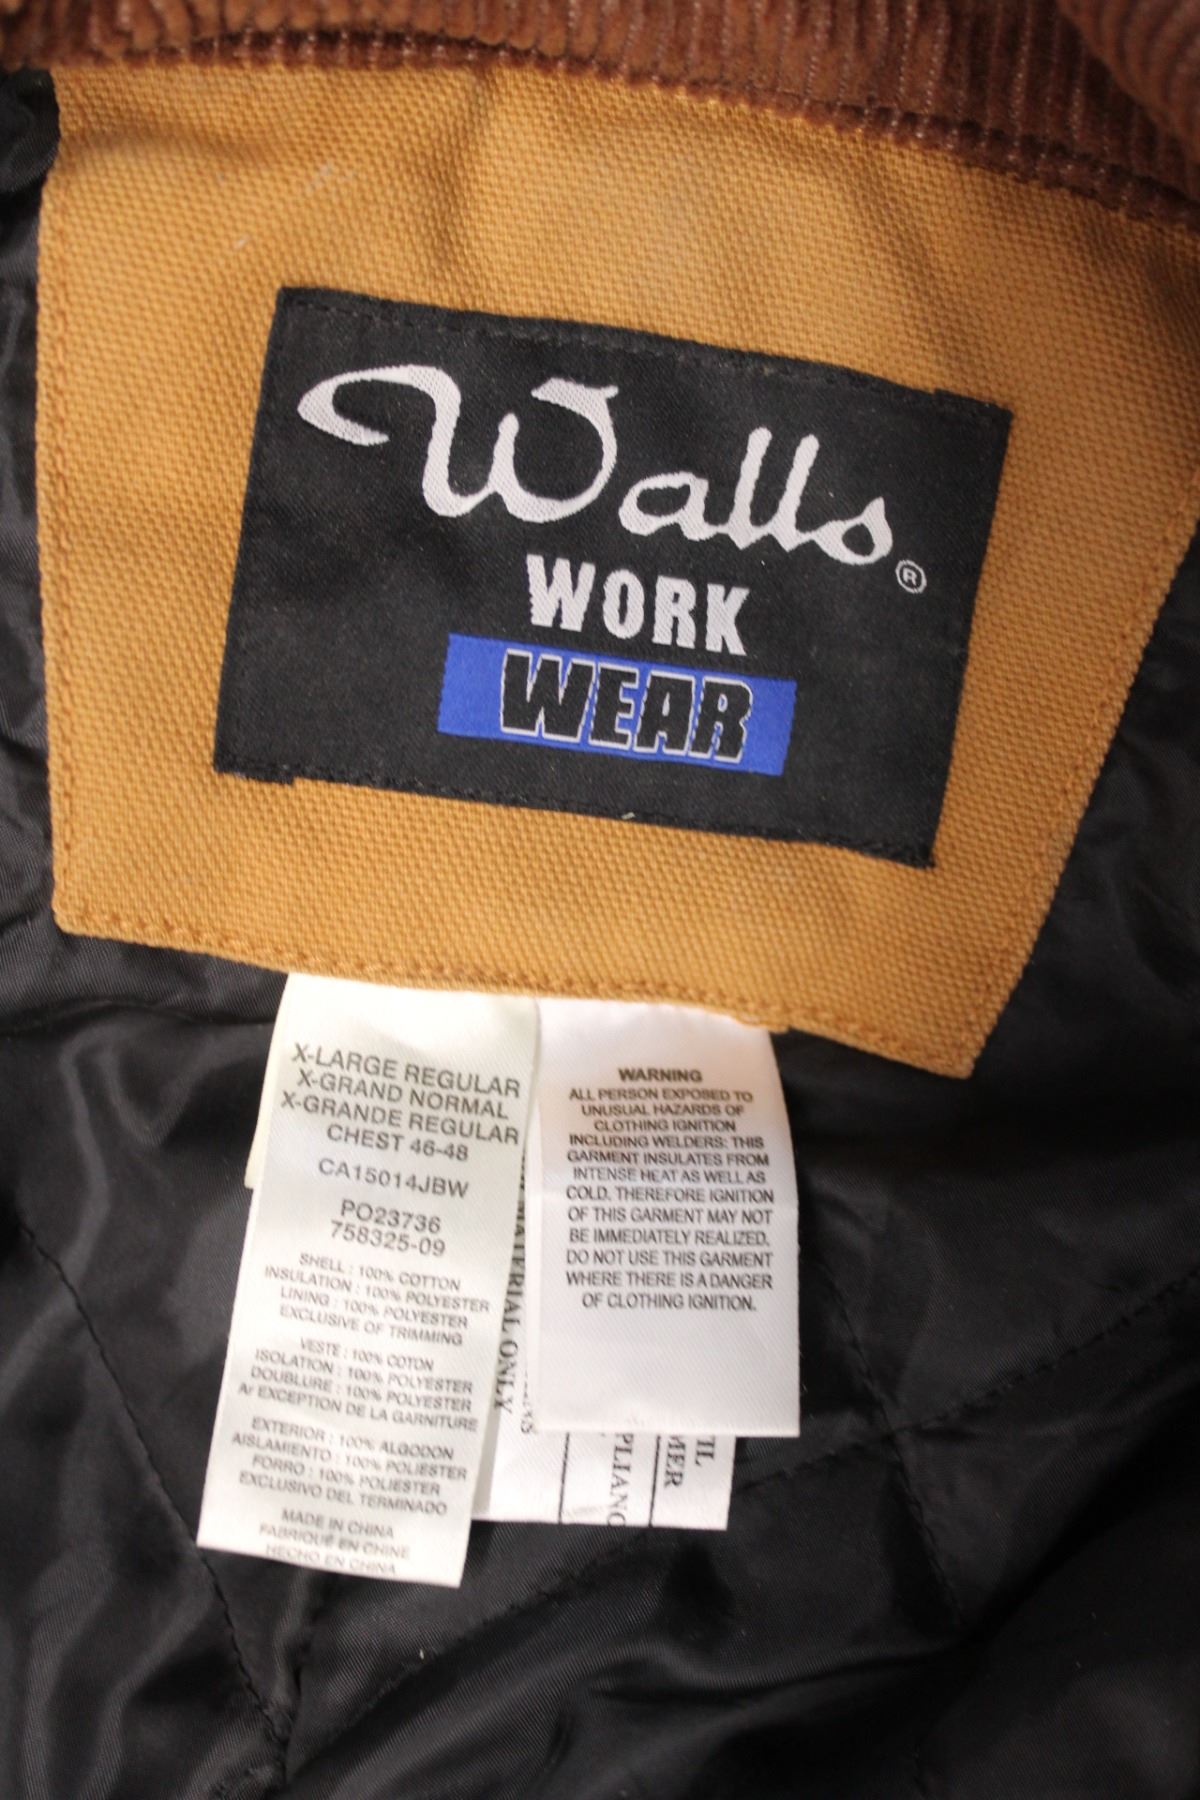 Walls ®
WORK
WEAR
X-LARGE REGULAR
X-GRAND NORMAL
X-GRANDE REGULAR
CHEST 46-48
CA15014JBW
PO23736
758325-09
SHELL : 100% COTTON
INSULATION : 100% POLYESTER
LINING : 100% POLYESTER
EXCLUSIVE OF TRIMMING
VESTE : 100% COTON
ISOLATION : 100% POLYESTER
DOUBLURE : 100% POLYESTER
Ar EXCEPTION DE LA GARNITURE
EXTERIOR : 100% ALGODON
AISLAMIENTO : 100% POLIESTER
FORRO : 100% POLIESTER
EXCLUSIVO DEL TERMINADO
MADE IN CHINA
FABRIQUÉ EN CHINE
HECHO EN CHINA
WARNING
ALL PERSON EXPOSED TO
UNUSUAL HAZARDS OF
CLOTHING IGNITION
INCLUDING WELDERS: THIS
GARMENT INSULATES FROM
INTENSE HEAT AS WELL AS
COLD. THEREFORE IGNITION
OF THIS GARMENT MAY NOT
BE IMMEDIATELY REALIZED.
DO NOT USE THIS GARMENT
WHERE THERE IS A DANGER
OF CLOTHING IGNITION.
MATERIAL ONLY
PLIANC
MER
TIL